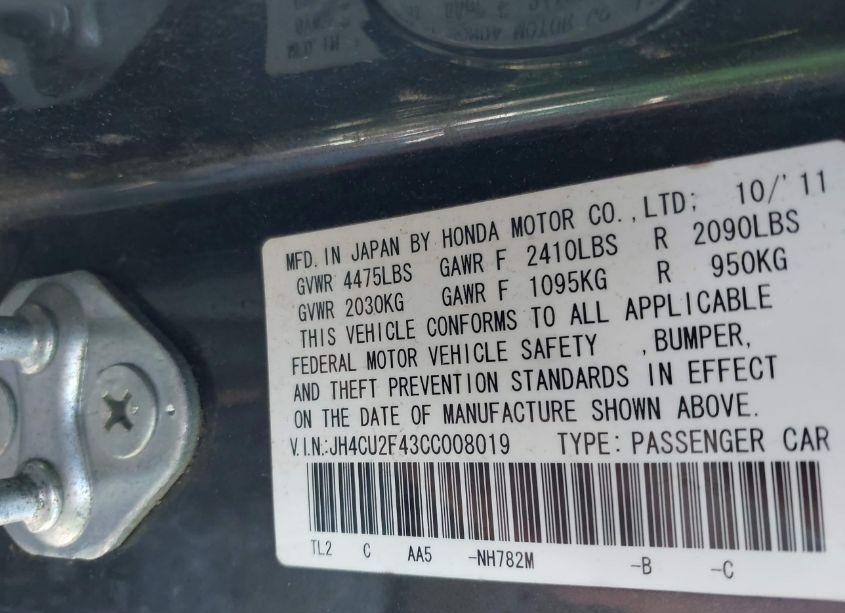 MFD. IN JAPAN BY HONDA MOTOR CO., LTD; 10/'11
GVWR 4475LBS GAWR F 2410LBS R 2090LBS
GVWR 2030KG GAWR F 1095KG R 950KG
THIS VEHICLE CONFORMS TO ALL APPLICABLE
FEDERAL MOTOR VEHICLE SAFETY ,BUMPER,
AND THEFT PREVENTION STANDARDS IN EFFECT
ON THE DATE OF MANUFACTURE SHOWN ABOVE.
V.I.N.:JH4CU2F43CC008019 TYPE: PASSENGER CAR
TL2 C AA5 -NH782M -B -C